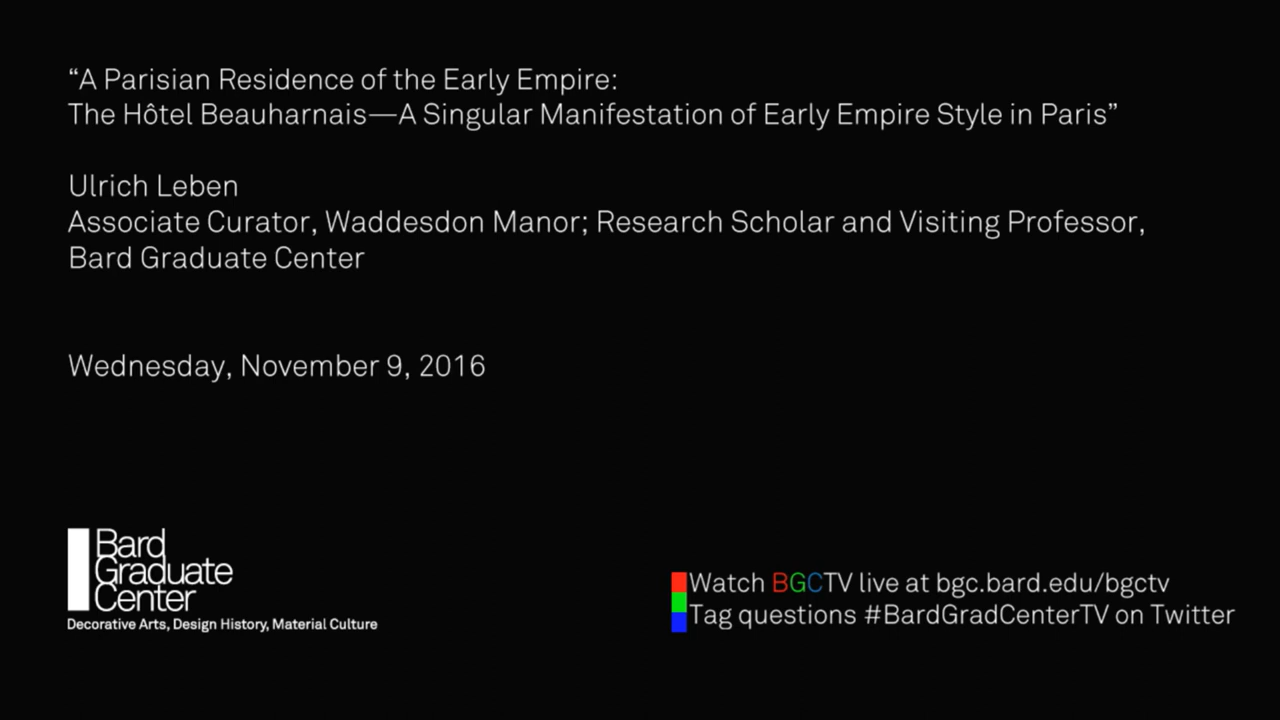 “A Parisian Residence of the Early Empire:
The Hôtel Beauharnais—A Singular Manifestation of Early Empire Style in Paris”
Ulrich Leben
Associate Curator, Waddesdon Manor; Research Scholar and Visiting Professor,
Bard Graduate Center
Wednesday, November 9, 2016
Bard
Graduate
Center
Decorative Arts, Design History, Material Culture
Watch BGCTV live at bgc.bard.edu/bgctv
Tag questions #BardGradCenterTV on Twitter